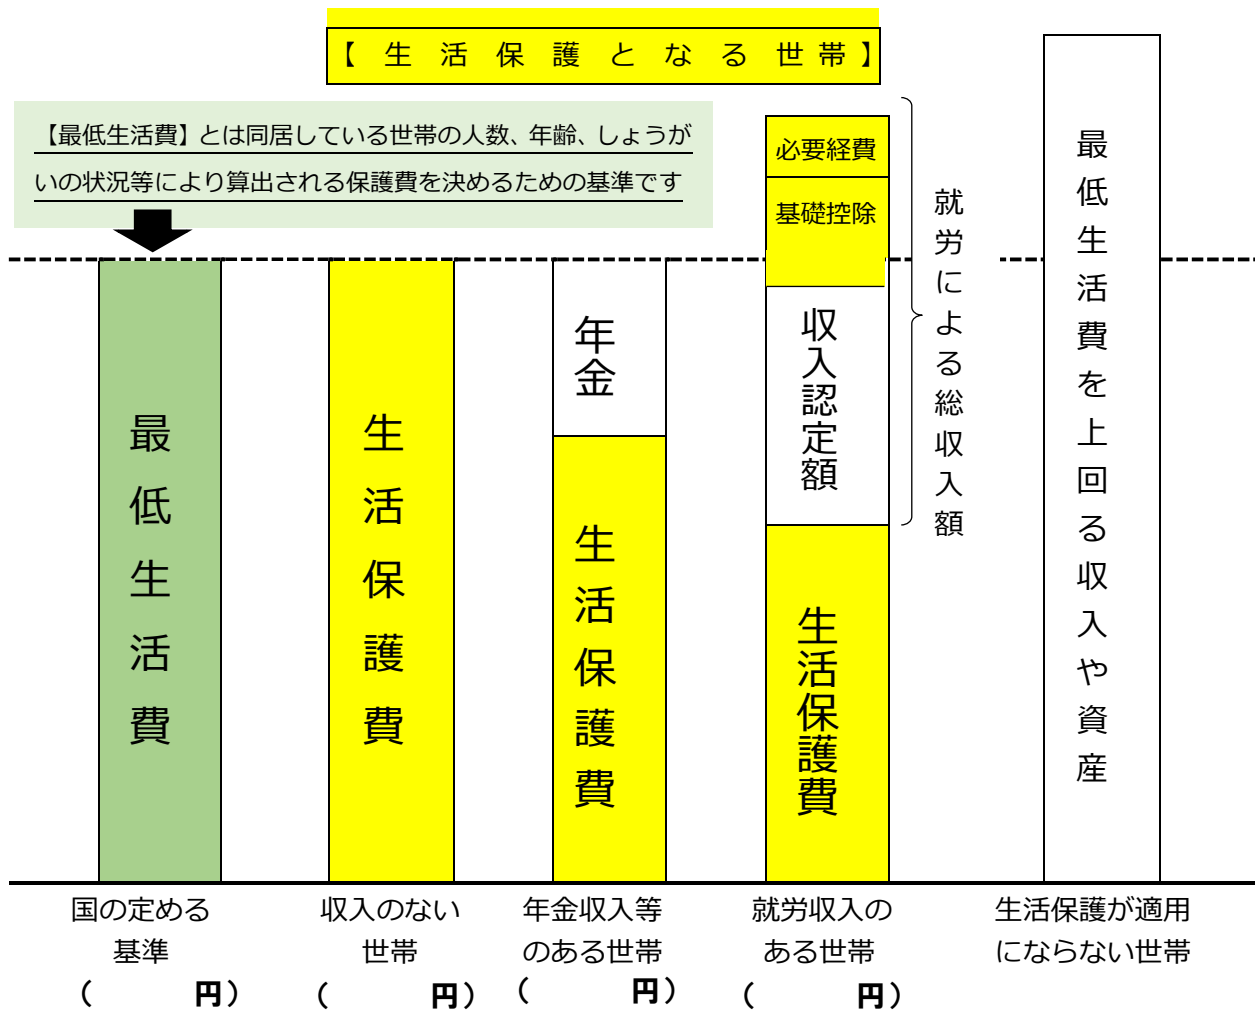 【生活保護となる世帯】
【最低生活費】とは同居している世帯の人数、年齢、しょうが
いの状況等により算出される保護費を決めるための基準です
最低生活費
生活保護費
年金
生活保護費
必要経費
基礎控除
収入認定額
生活保護費
就労による総収入額
最低生活費を上回る収入や資産
国の定める
基準
( 円)
収入のない
世帯
( 円)
年金収入等
のある世帯
( 円)
就労収入の
ある世帯
( 円)
生活保護が適用
にならない世帯